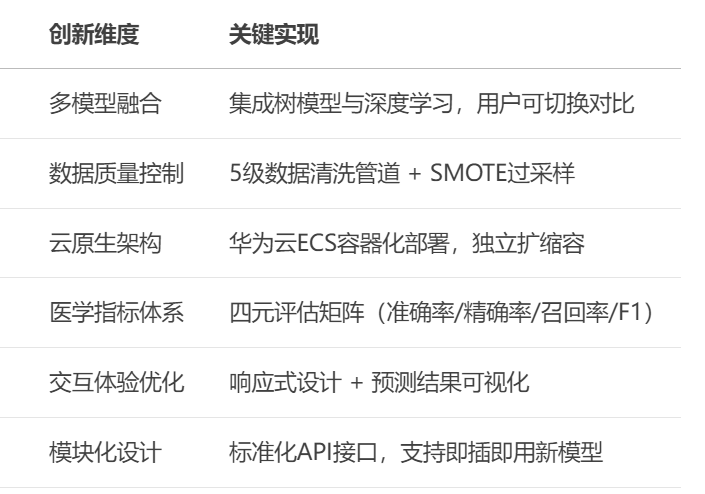 创新维度 关键实现
多模型融合 集成树模型与深度学习，用户可切换对比
数据质量控制 5级数据清洗管道 + SMOTE过采样
云原生架构 华为云ECS容器化部署，独立扩缩容
医学指标体系 四元评估矩阵（准确率/精确率/召回率/F1）
交互体验优化 响应式设计 + 预测结果可视化
模块化设计 标准化API接口，支持即插即用新模型